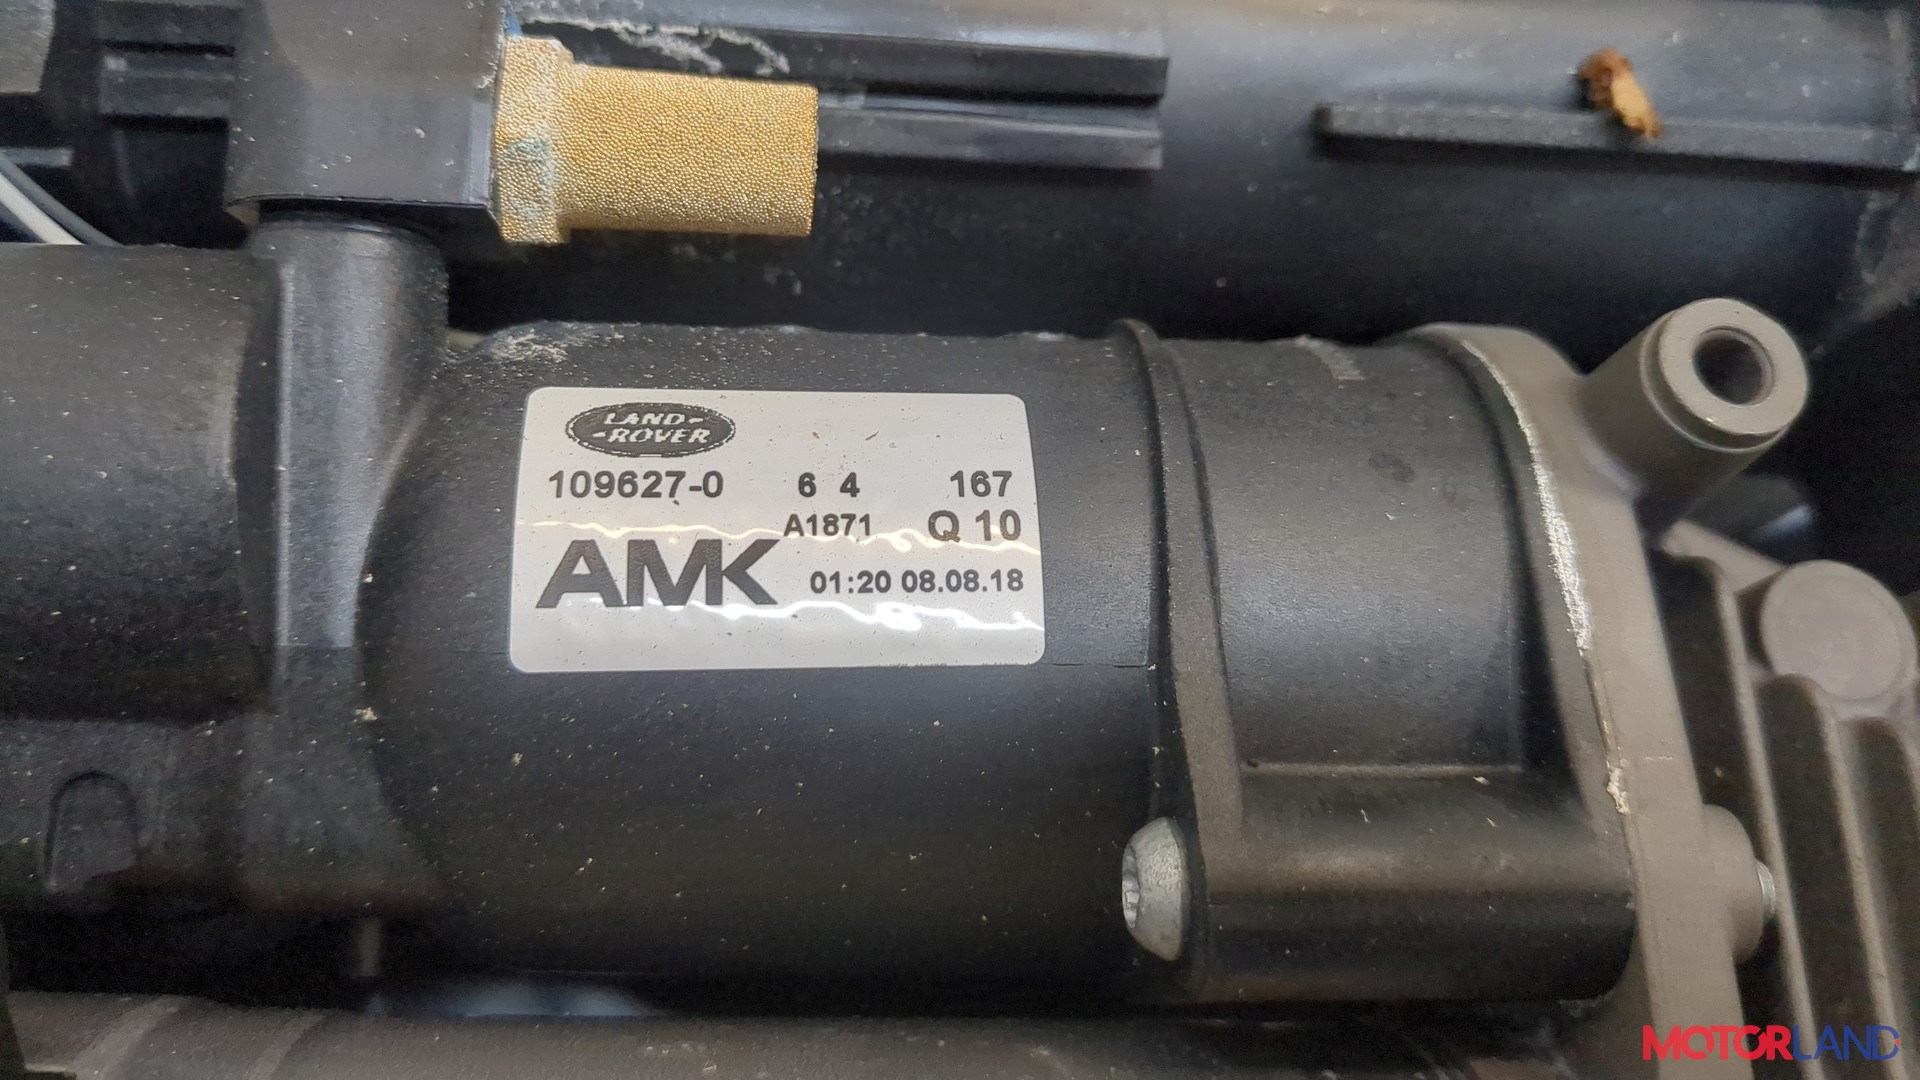 LAND-
-ROVER
109627-0 6 4 167
A1871 Q 10
AMK 01:20 08.08.18
MOTORLAND